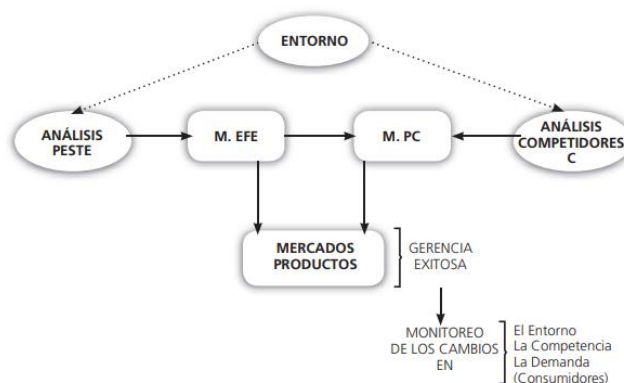 ENTORNO
ANÁLISIS
PESTE
M. EFE
M. PC
ANÁLISIS
COMPETIDORES
C
MERCADOS
PRODUCTOS
GERENCIA
EXITOSA
MONITOREO
DE LOS CAMBIOS
EN
El Entorno
La Competencia
La Demanda
(Consumidores)